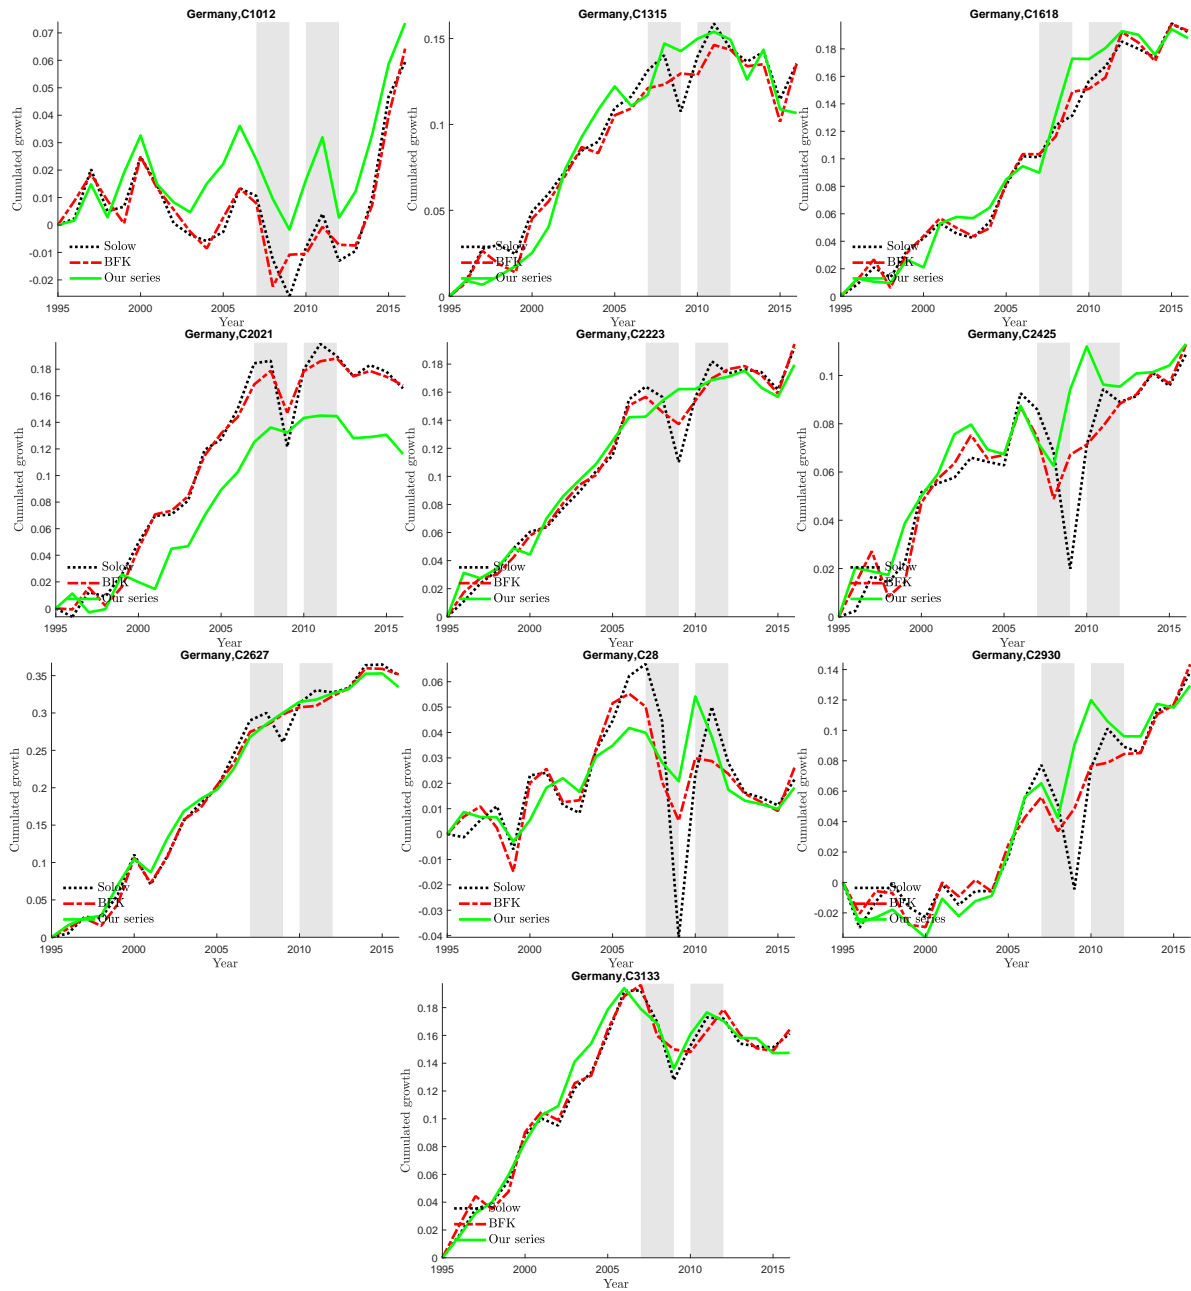 Germany,C1012
0.07
0.06
0.05
0.04
0.03
0.02
0.01
0
-0.01
-0.02
Cumulated growth
Solow
BFK
Our series
1995 2000 2005 2010 2015
Year
Germany,C1315
0.15
0.1
0.05
0
Cumulated growth
Solow
BFK
Our series
1995 2000 2005 2010 2015
Year
Germany,C1618
0.18
0.16
0.14
0.12
0.1
0.08
0.06
0.04
0.02
0
Cumulated growth
Solow
BFK
Our series
1995 2000 2005 2010 2015
Year
Germany,C2021
0.18
0.16
0.14
0.12
0.1
0.08
0.06
0.04
0.02
0
Cumulated growth
Solow
BFK
Our series
1995 2000 2005 2010 2015
Year
Germany,C2223
0.18
0.16
0.14
0.12
0.1
0.08
0.06
0.04
0.02
0
Cumulated growth
Solow
BFK
Our series
1995 2000 2005 2010 2015
Year
Germany,C2425
0.1
0.08
0.06
0.04
0.02
0
Cumulated growth
Solow
BFK
Our series
1995 2000 2005 2010 2015
Year
Germany,C2627
0.35
0.3
0.25
0.2
0.15
0.1
0.05
0
Cumulated growth
Solow
BFK
Our series
1995 2000 2005 2010 2015
Year
Germany,C28
0.06
0.05
0.04
0.03
0.02
0.01
0
-0.01
-0.02
-0.03
-0.04
Cumulated growth
Solow
BFK
Our series
1995 2000 2005 2010 2015
Year
Germany,C2930
0.14
0.12
0.1
0.08
0.06
0.04
0.02
0
-0.02
Cumulated growth
Solow
BFK
Our series
1995 2000 2005 2010 2015
Year
Germany,C3133
0.18
0.16
0.14
0.12
0.1
0.08
0.06
0.04
0.02
0
Cumulated growth
Solow
BFK
Our series
1995 2000 2005 2010 2015
Year